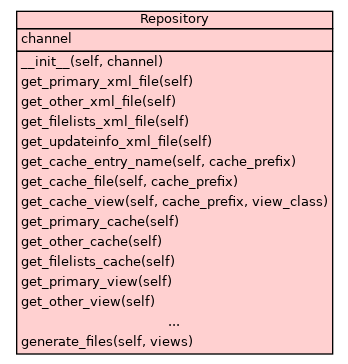 Repository
channel
__init__(self, channel)
get_primary_xml_file(self)
get_other_xml_file(self)
get_filelists_xml_file(self)
get_updateinfo_xml_file(self)
get_cache_entry_name(self, cache_prefix)
get_cache_file(self, cache_prefix)
get_cache_view(self, cache_prefix, view_class)
get_primary_cache(self)
get_other_cache(self)
get_filelists_cache(self)
get_primary_view(self)
get_other_view(self)
...
generate_files(self, views)